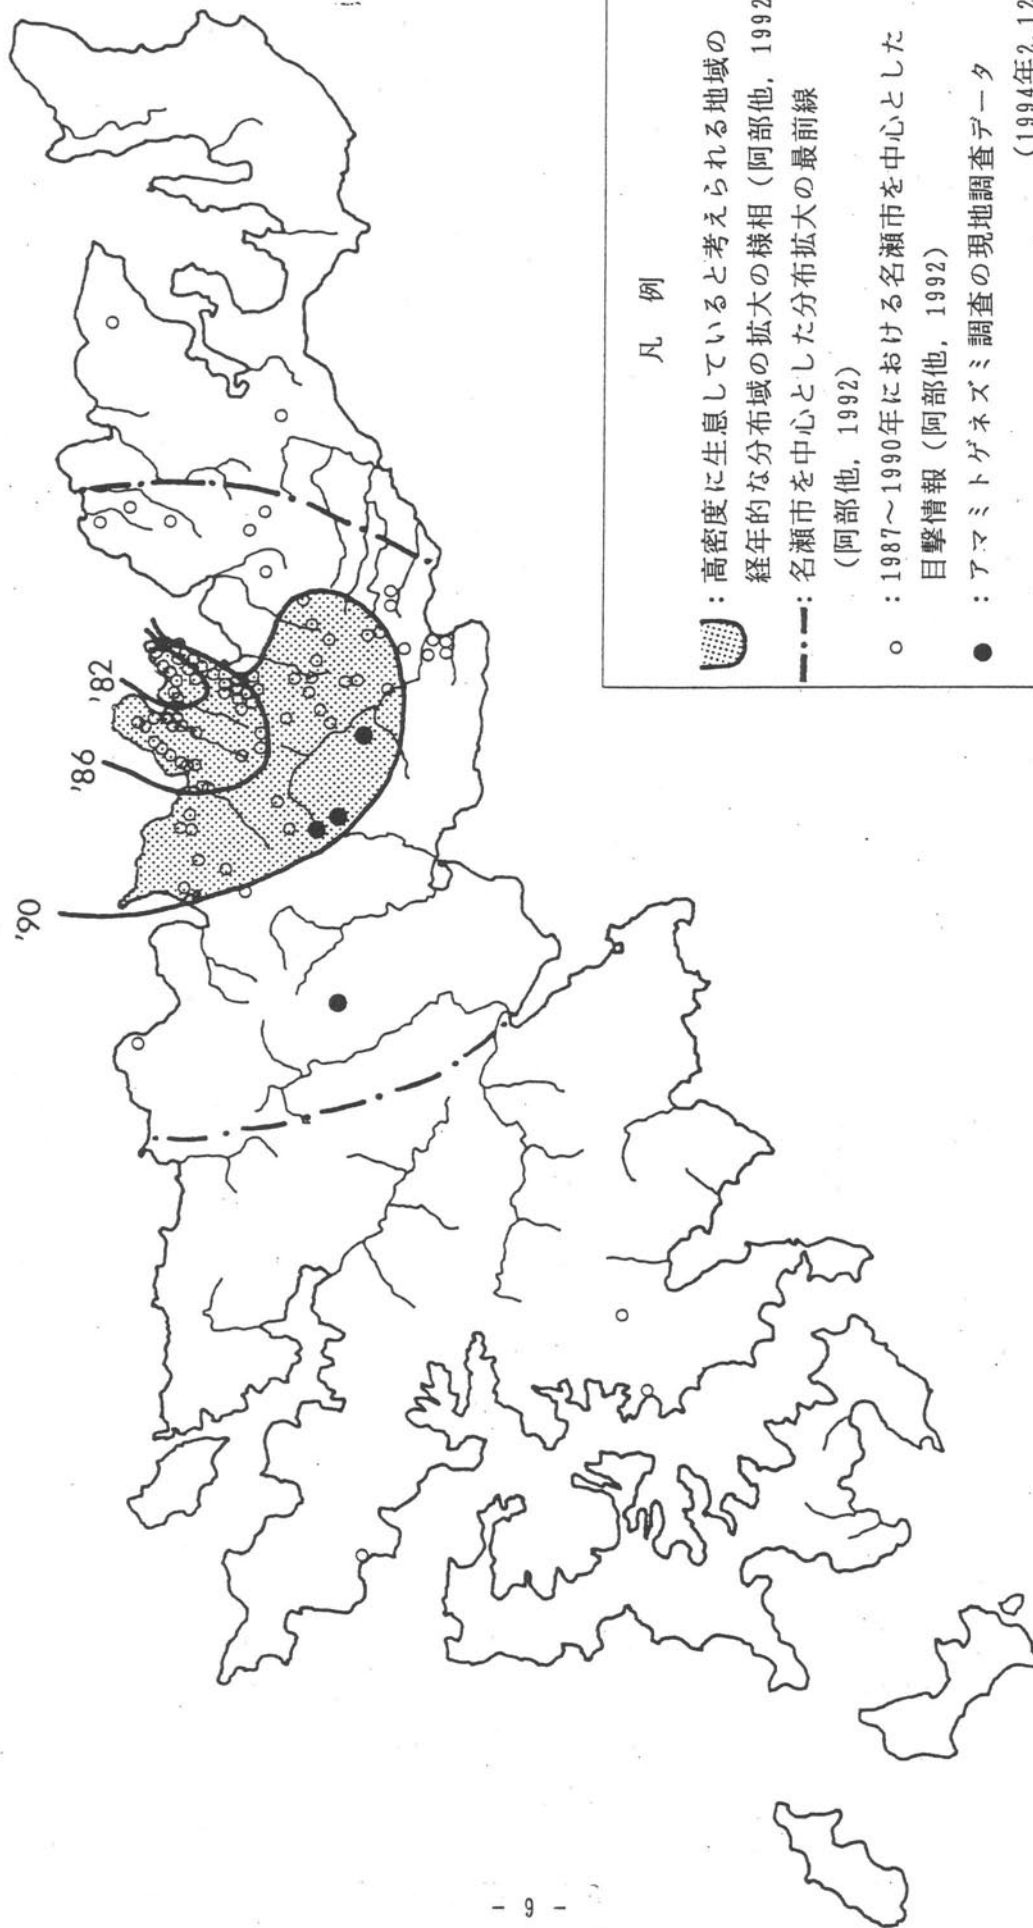 '82
'86
'90
凡 例
：高密度に生息していると考えられる地域の
経年的な分布域の拡大の様相（阿部他, 1992
：名瀬市を中心とした分布拡大の最前線
（阿部他, 1992）
○ ：1987～1990年における名瀬市を中心とした
目撃情報（阿部他, 1992）
● ：アマミトゲネズミ調査の現地調査データ
（1994年2,12
- 9 -